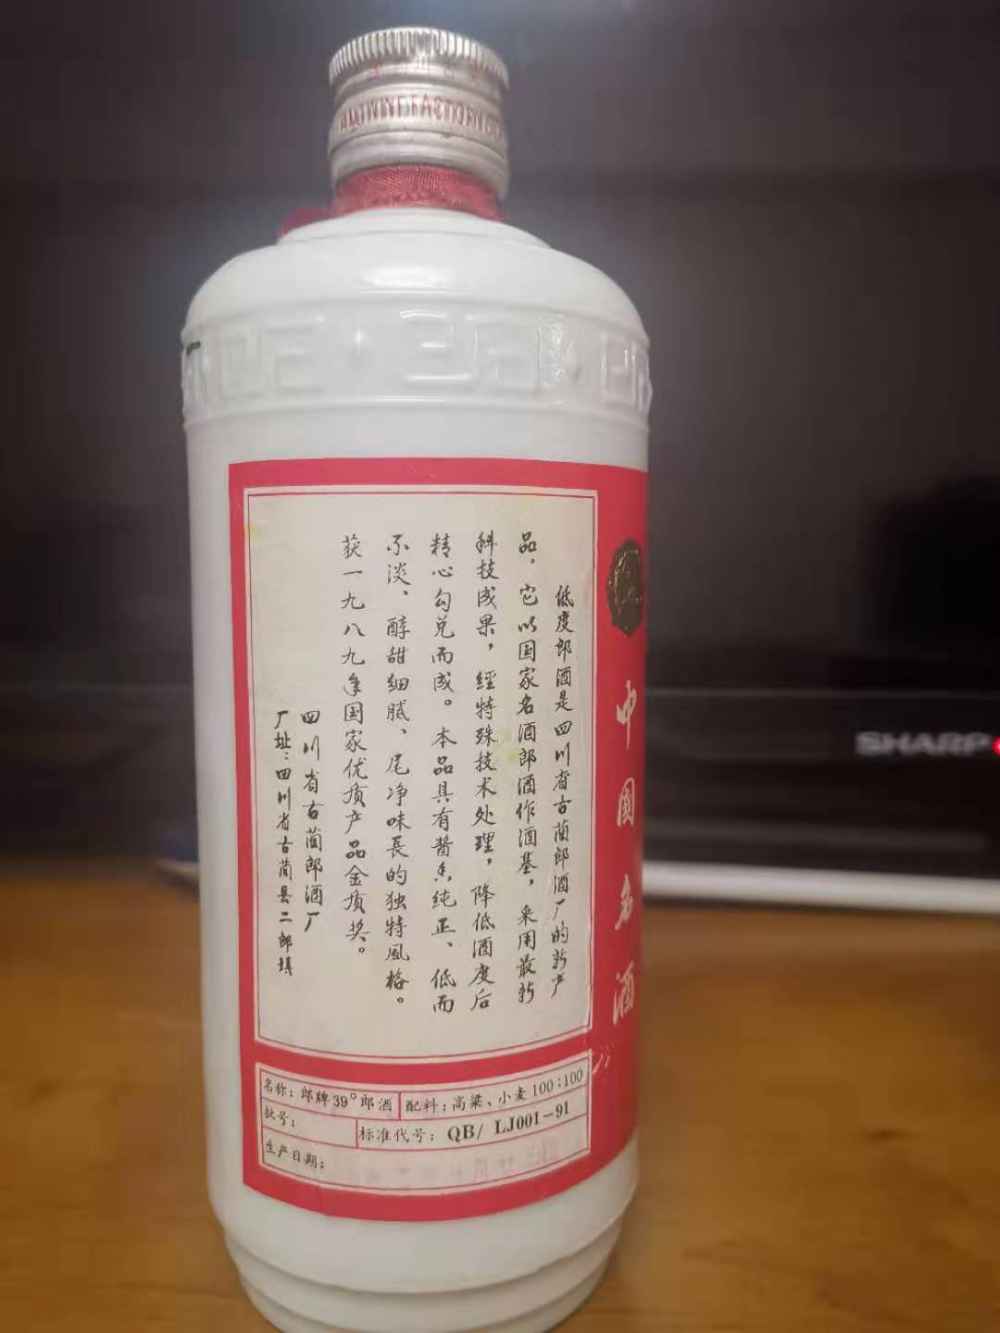 低度郎酒是四川省古蔺郎酒厂的新产
品。它以国家名酒郎酒作酒基，采用最新
科技成果，经特殊技术处理，降低酒度后
精心勾兑而成。本品具有酱香纯正、低而
不淡、醇甜细腻、尾净味長的独特風格。
获一九八九年国家优质产品金质奖。
四川省古蔺郎酒厂
厂址：四川省古蔺县二郎镇
中国名酒
名称：郎牌39°郎酒
配料：高粱、小麦100:100
批号：
标准代号：QB/ LJ001-91
生产日期：
SHARP